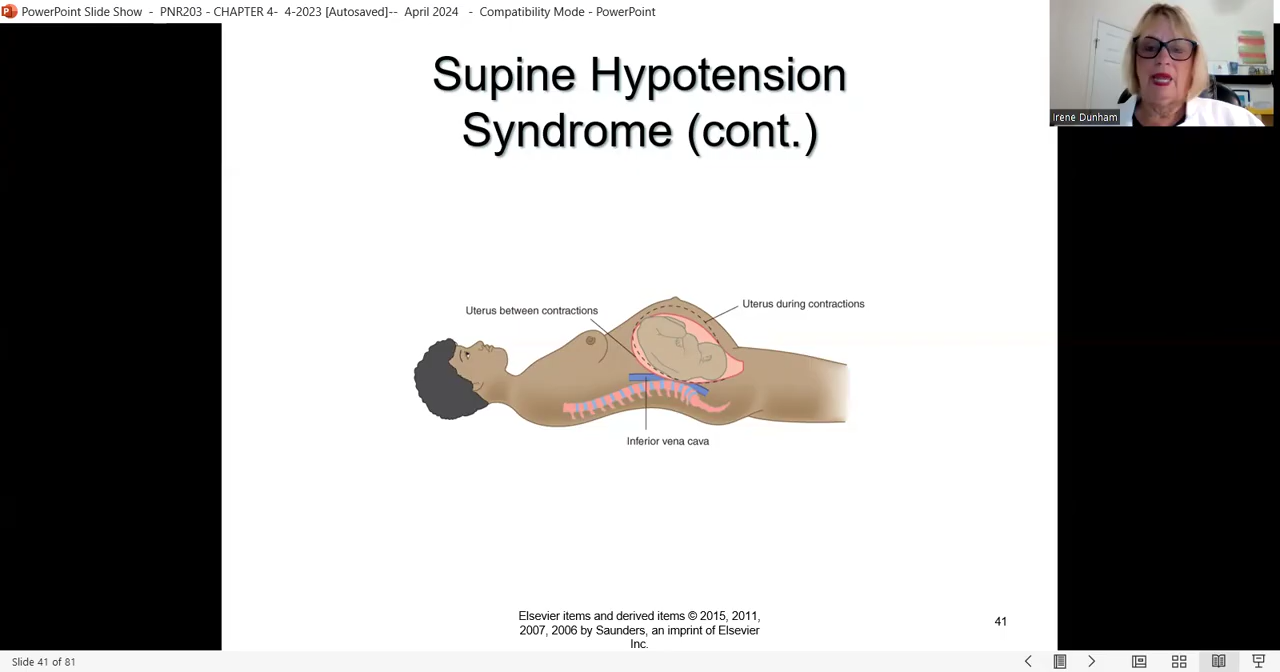 PowerPoint Slide Show - PNR203 - CHAPTER 4- 4-2023 [Autosaved]-- April 2024 - Compatibility Mode - PowerPoint
Irene Dunham
Supine Hypotension
Syndrome (cont.)
Uterus between contractions
Uterus during contractions
Inferior vena cava
Elsevier items and derived items © 2015, 2011,
2007, 2006 by Saunders, an imprint of Elsevier
Inc.
41
Slide 41 of 81